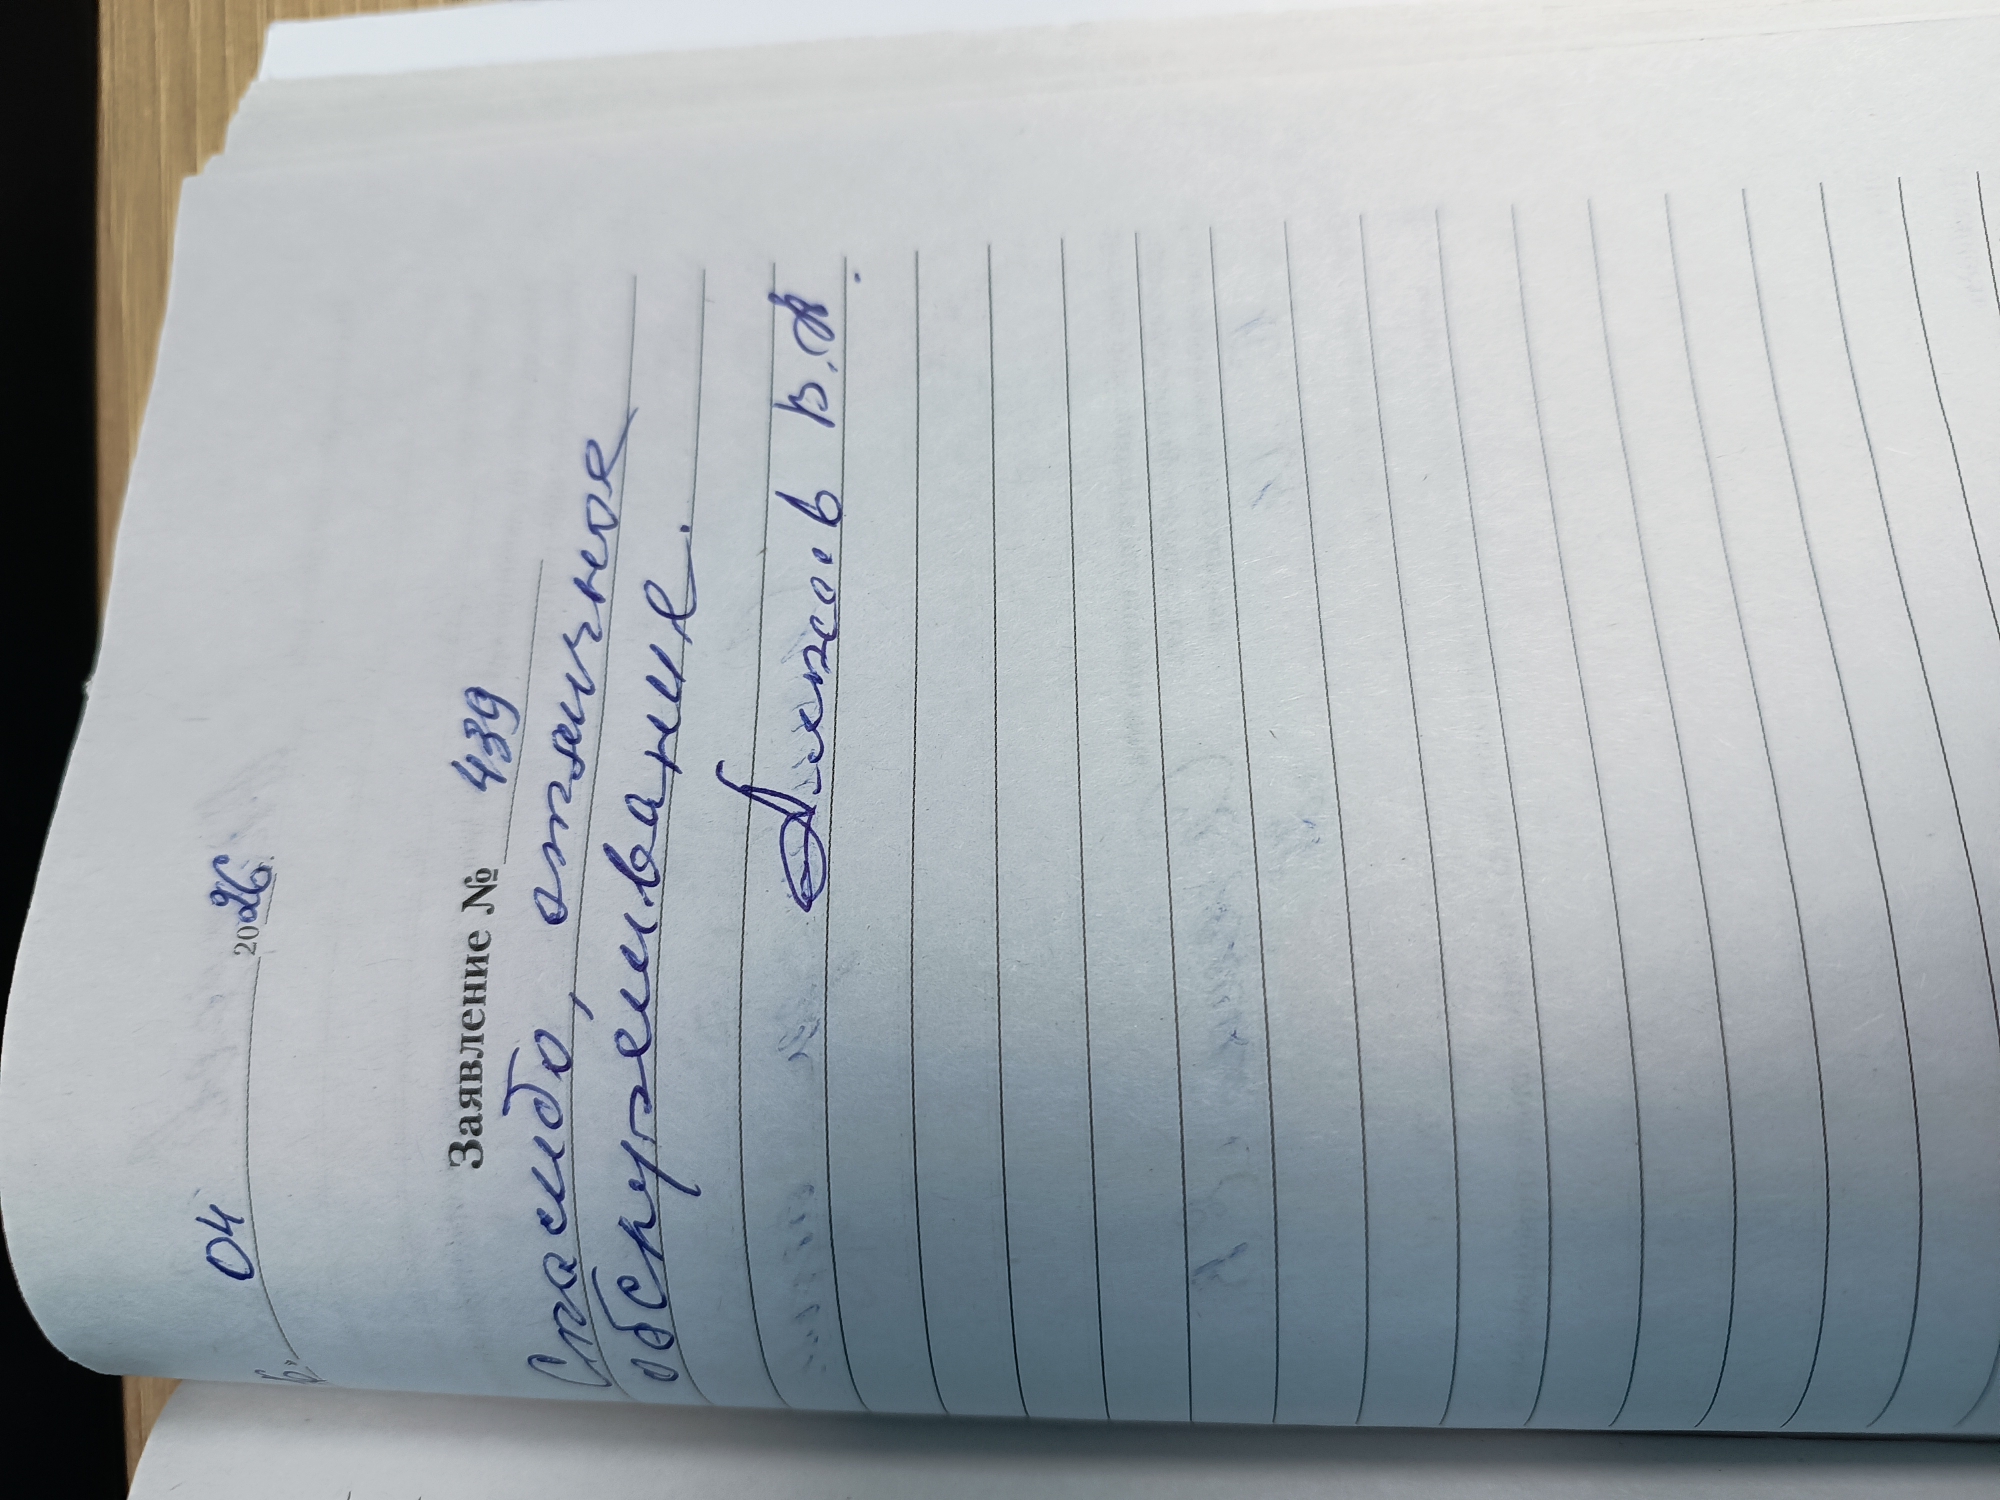 04 2026
Заявление № 439
Спасибо, отличное
обслуживание.
В.А.